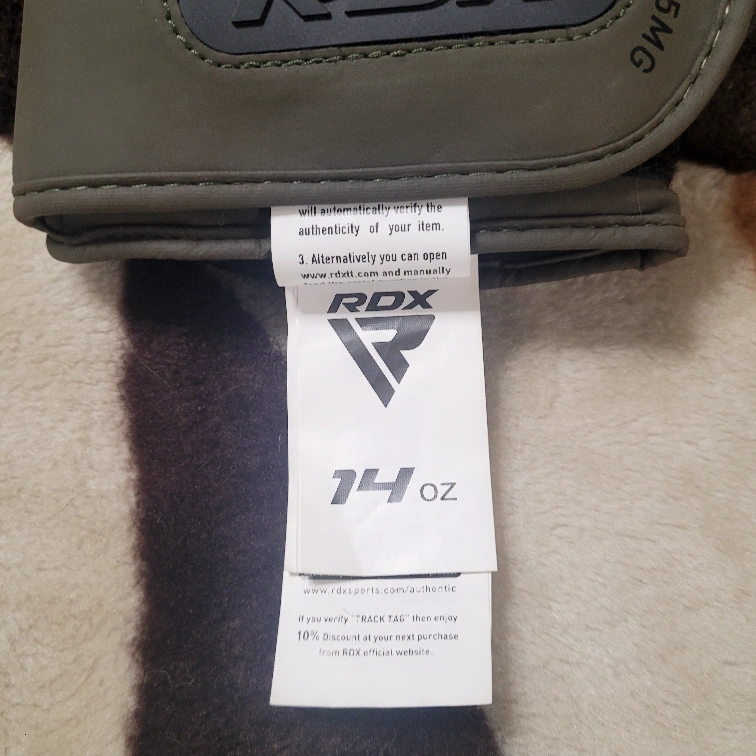 RDX
5MG
will automatically verify the
authenticity of your item.
3. Alternatively you can open
www.rdxtt.com and manually
RDX
14 oz
www.rdxsports.com/authentic
If you verify "TRACK TAG" then enjoy
10% Discount at your next purchase
from RDX official website.